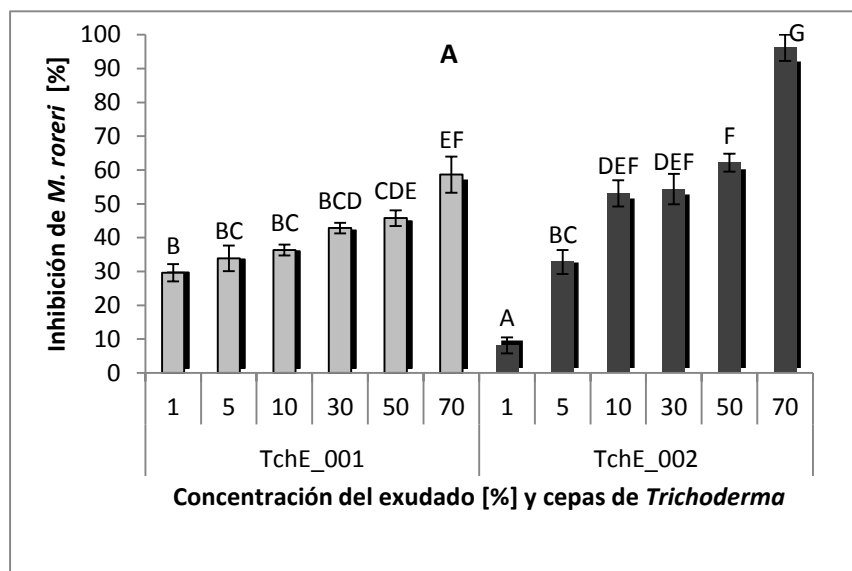 A
Inhibición de M. roreri [%]
100
90
80
70
60
50
40
30
20
10
0
B BC BC BCD CDE EF A BC DEF DEF F G
1 5 10 30 50 70 1 5 10 30 50 70
TchE_001 TchE_002
Concentración del exudado [%] y cepas de Trichoderma